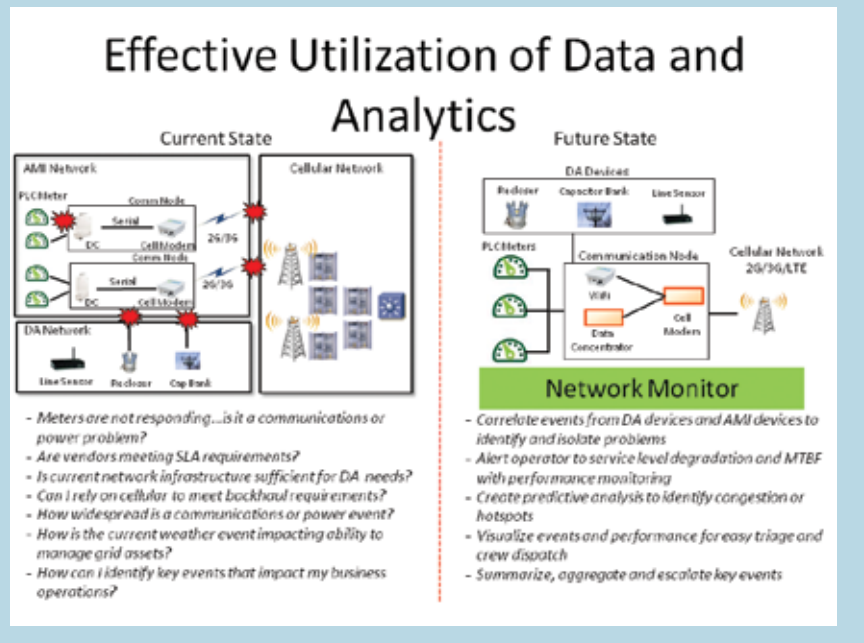 Effective Utilization of Data and
Analytics
Current State
Future State
AMI Network
Cellular Network
PLC Meter
Comm Node
Serial
DC
Cell Modem
2G/3G
Comm Node
Serial
DC
Cell Modem
2G/3G
DA Network
Line Sensor
Recloser
Cap Bank
DA Devices
Recloser
Capacitor Bank
Line Sensor
PLC Meters
Communication Node
WiFi
Data
Concentrator
Cell
Modem
Cellular Network
2G/3G/LTE
Network Monitor
- Meters are not responding...is it a communications or
power problem?
- Are vendors meeting SLA requirements?
- Is current network infrastructure sufficient for DA needs?
- Can I rely on cellular to meet backhaul requirements?
- How widespread is a communications or power event?
- How is the current weather event impacting ability to
manage grid assets?
- How can I identify key events that impact my business
operations?
- Correlate events from DA devices and AMI devices to
identify and isolate problems
- Alert operator to service level degradation and MTBF
with performance monitoring
- Create predictive analysis to identify congestion or
hotspots
- Visualize events and performance for easy triage and
crew dispatch
- Summarize, aggregate and escalate key events